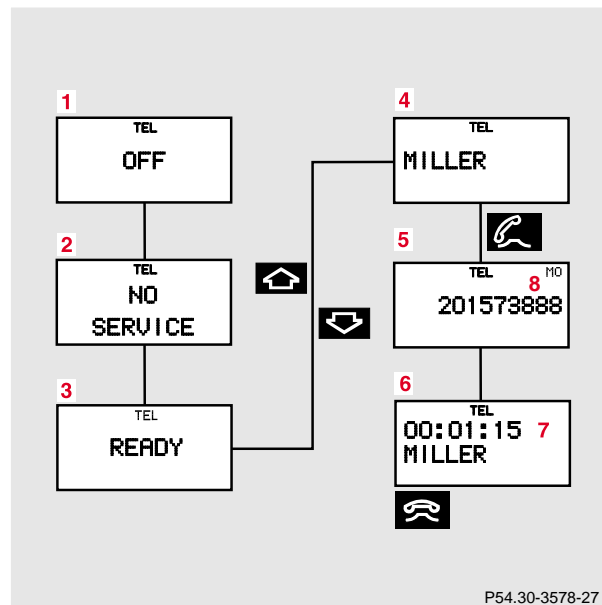 1
TEL
OFF
2
TEL
NO
SERVICE
3
TEL
READY
4
TEL
MILLER
5
TEL MO
8
201573888
6
TEL
00:01:15 7
MILLER
P54.30-3578-27